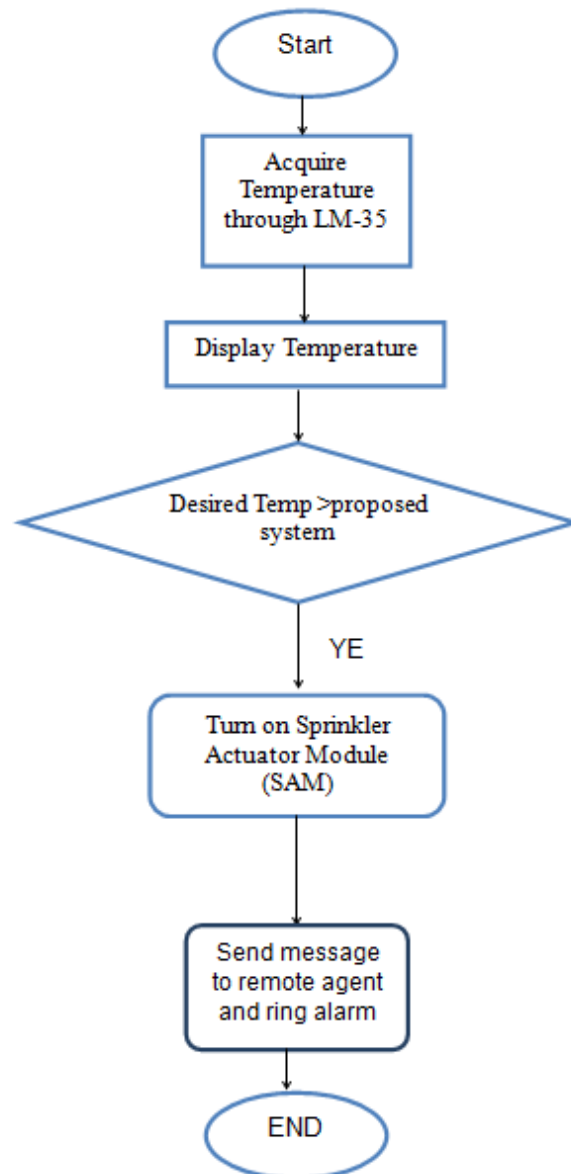 Start
Acquire
Temperature
through LM-35
Display Temperature
Desired Temp >proposed
system
YE
Turn on Sprinkler
Actuator Module
(SAM)
Send message
to remote agent
and ring alarm
END